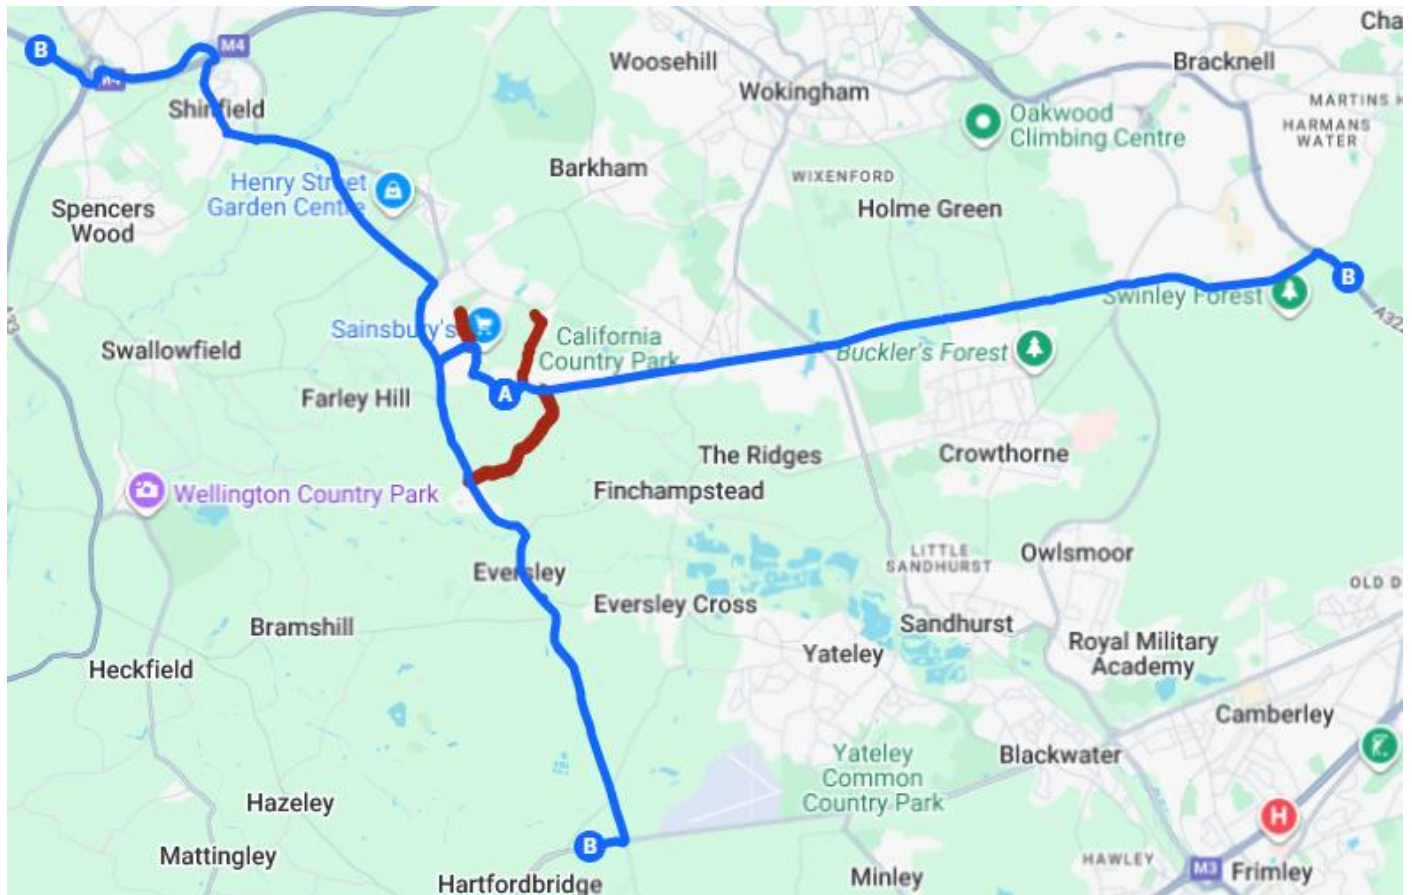 Cha
B
M4
Woosehill
Bracknell
M4
Wokingham
Shinfield
MARTINS H
Oakwood
Climbing Centre
HARMANS
WATER
Barkham
WIXENFORD
Henry Street
Garden Centre
Spencers
Wood
Holme Green
B
Swinley Forest
A322
Sainsbury's
California
Country Park
Buckler's Forest
Swallowfield
A
Farley Hill
The Ridges
Crowthorne
Wellington Country Park
Finchampstead
LITTLE
SANDHURST
Owlsmoor
Eversley
OLD D
Eversley Cross
Bramshill
Sandhurst
Royal Military
Academy
Yateley
Heckfield
Camberley
Blackwater
Yateley
Common
Country Park
Hazeley
H
B
Mattingley
HAWLEY
M3
Frimley
Hartfordbridge
Minley